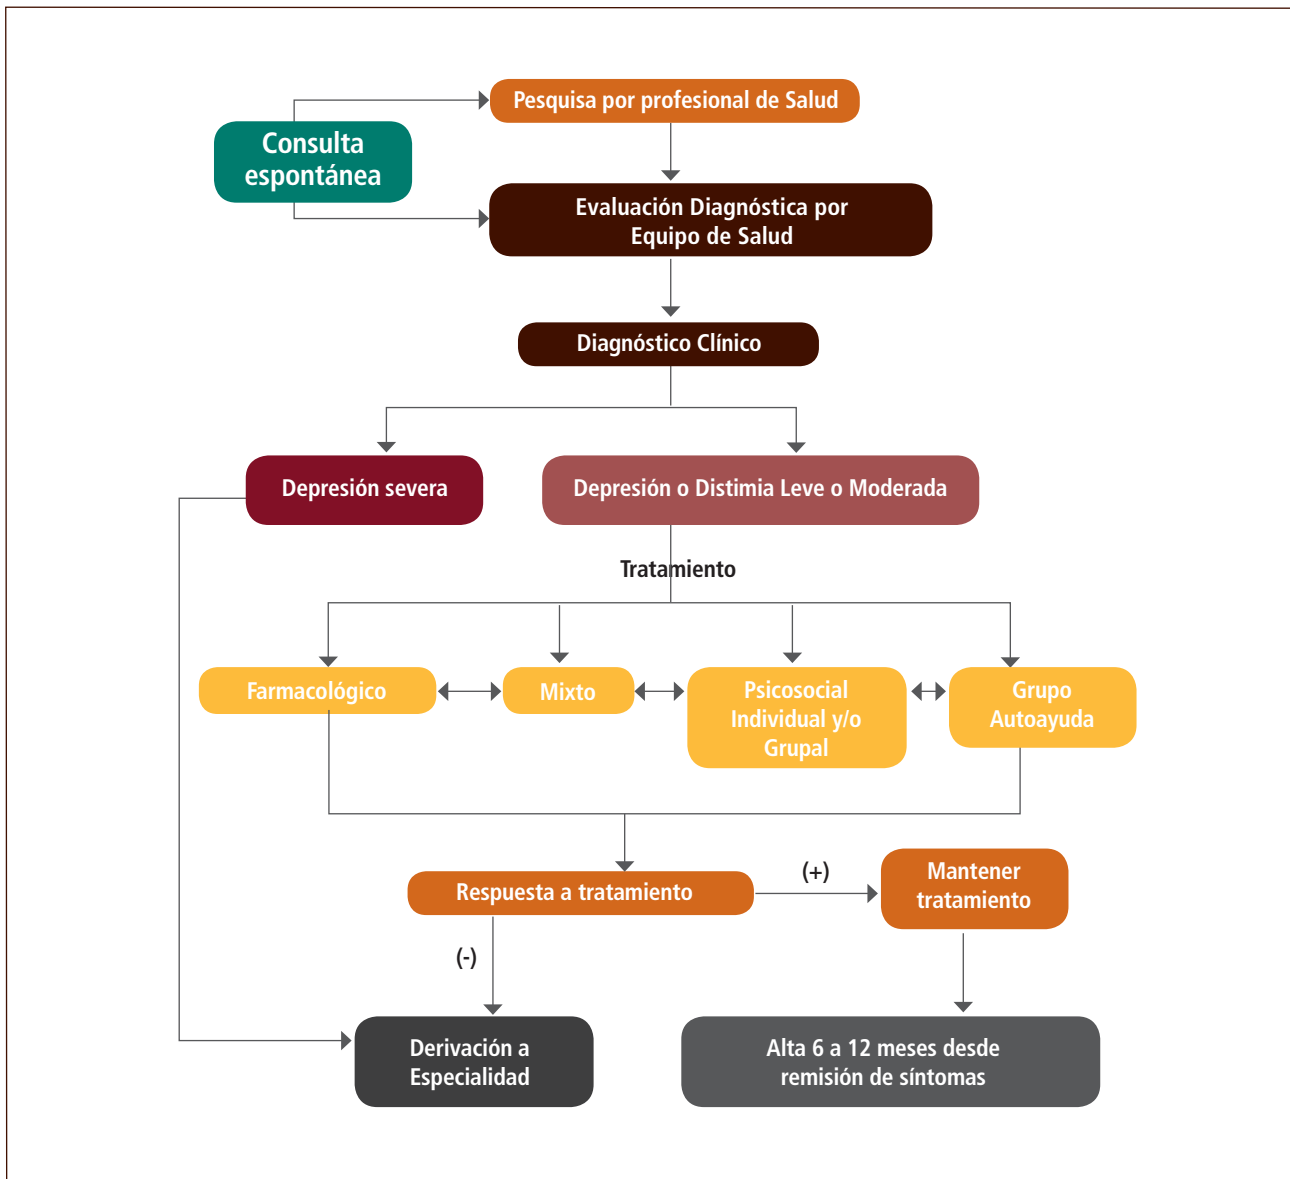 Pesquisa por profesional de Salud
Consulta
espontánea
Evaluación Diagnóstica por
Equipo de Salud
Diagnóstico Clínico
Depresión severa
Depresión o Distimia Leve o Moderada
Tratamiento
Farmacológico
Mixto
Psicosocial
Individual y/o
Grupal
Grupo
Autoayuda
Respuesta a tratamiento
(+)
Mantener
tratamiento
(-)
Derivación a
Especialidad
Alta 6 a 12 meses desde
remisión de síntomas